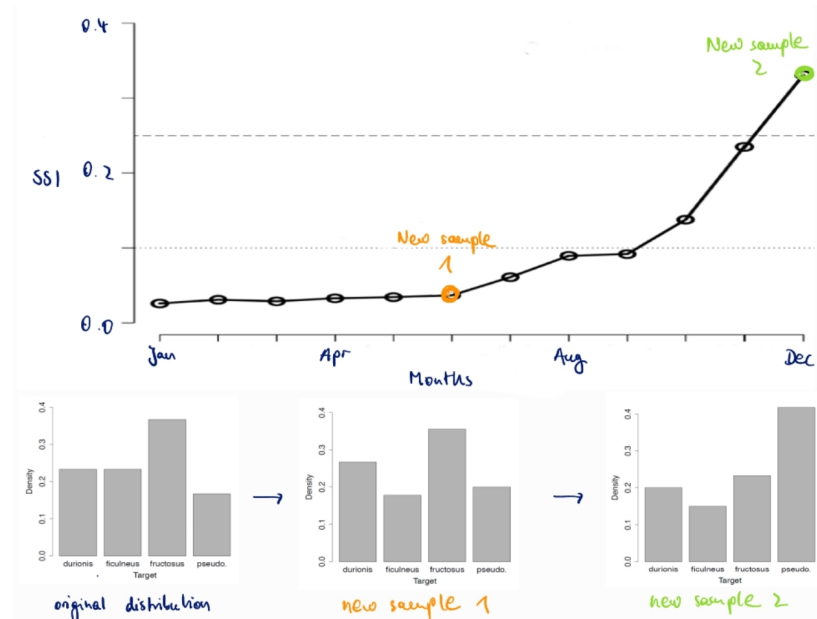 0.4
New sample
2
SSI 0.2
New sample
1
0.0
Jan Apr Aug Dec
Months
0.4
0.3
0.2
0.1
0.0
Density
durionis ficulneus fructosus pseudo.
Target
original distribution
0.4
0.3
0.2
0.1
0.0
Density
durionis ficulneus fructosus pseudo.
Target
new sample 1
0.4
0.3
0.2
0.1
0.0
Density
durionis ficulneus fructosus pseudo.
Target
new sample 2